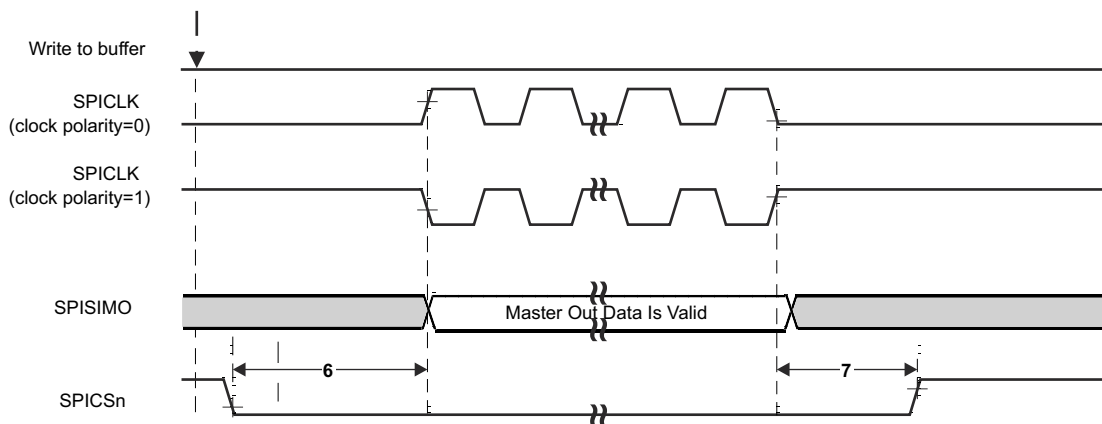 Write to buffer
SPICLK
(clock polarity=0)
SPICLK
(clock polarity=1)
SPISIMO
Master Out Data Is Valid
6
7
SPICSn